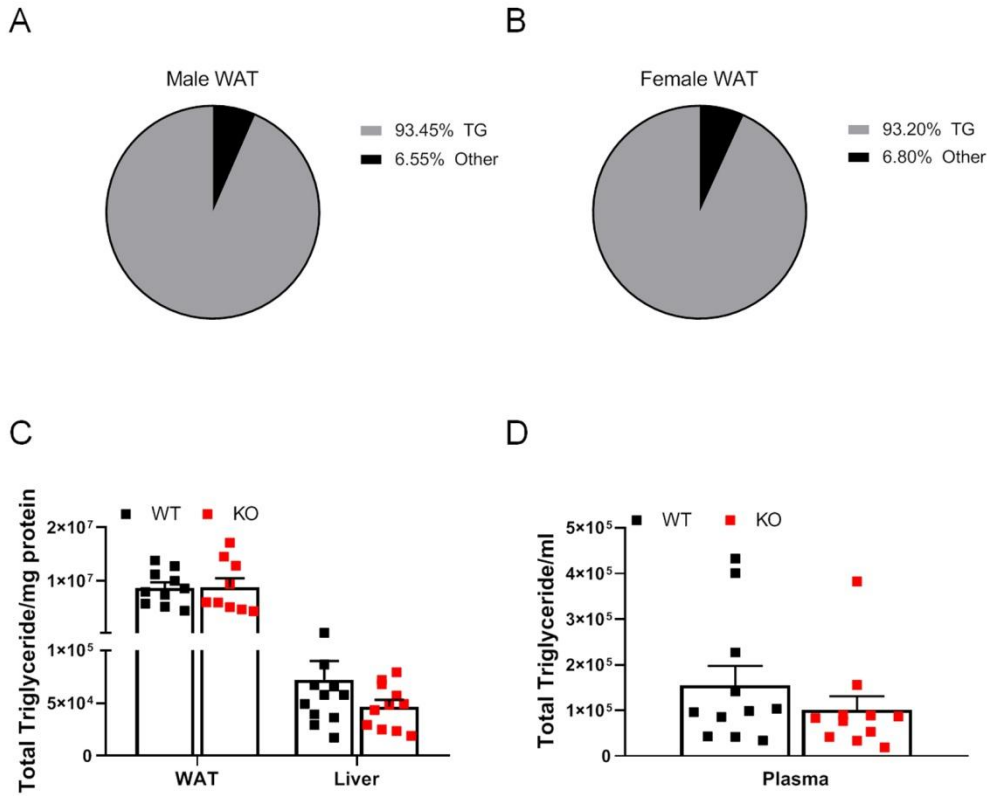 A
B
Male WAT
93.45% TG
6.55% Other
Female WAT
93.20% TG
6.80% Other
C
D
Total Triglyceride/mg protein
WT KO
2×10⁷
1×10⁷
1×10⁵
5×10⁴
0
WAT Liver
Total Triglyceride/ml
WT KO
5×10⁵
4×10⁵
3×10⁵
2×10⁵
1×10⁵
0
Plasma